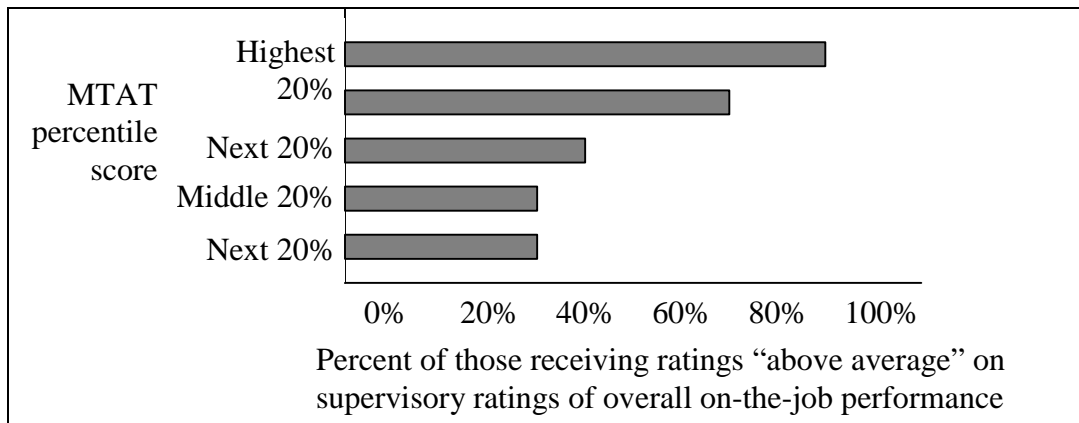 Highest
20%
MTAT
percentile
score
Next 20%
Middle 20%
Next 20%
0% 20% 40% 60% 80% 100%
Percent of those receiving ratings “above average” on
supervisory ratings of overall on-the-job performance